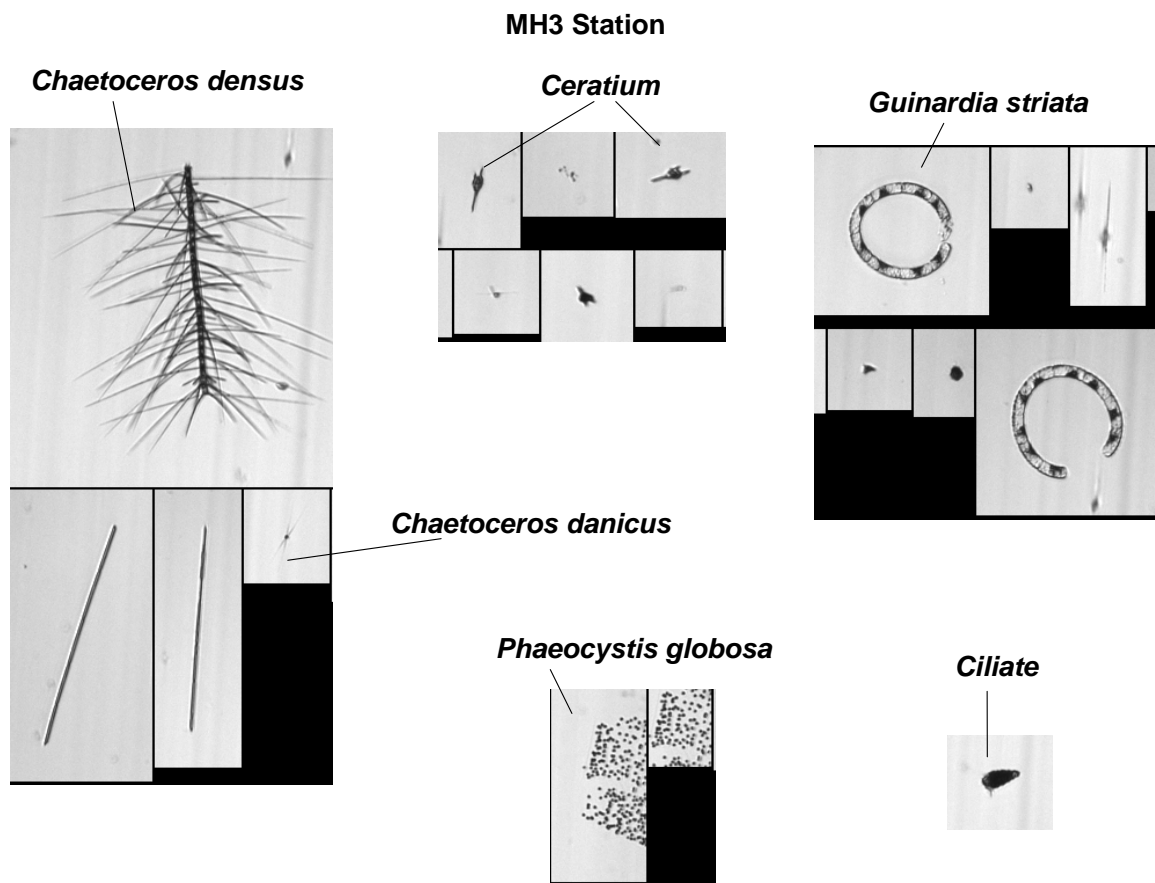 MH3 Station
Chaetoceros densus
Ceratium
Guinardia striata
Chaetoceros danicus
Phaeocystis globosa
Ciliate